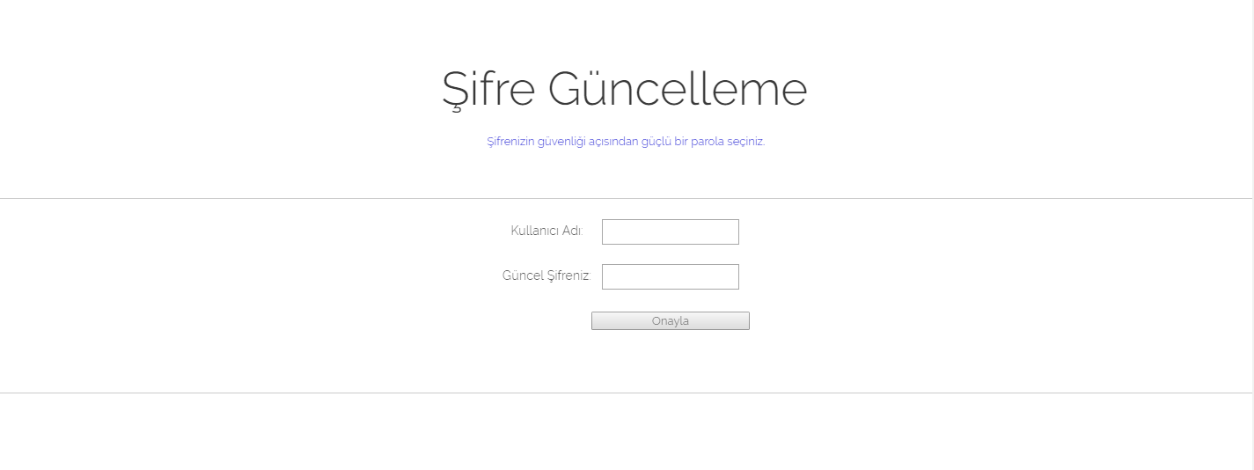 Şifre Güncelleme
Şifrenizin güvenliği açısından güçlü bir parola seçiniz.
Kullanıcı Adı:
Güncel Şifreniz:
Onayla